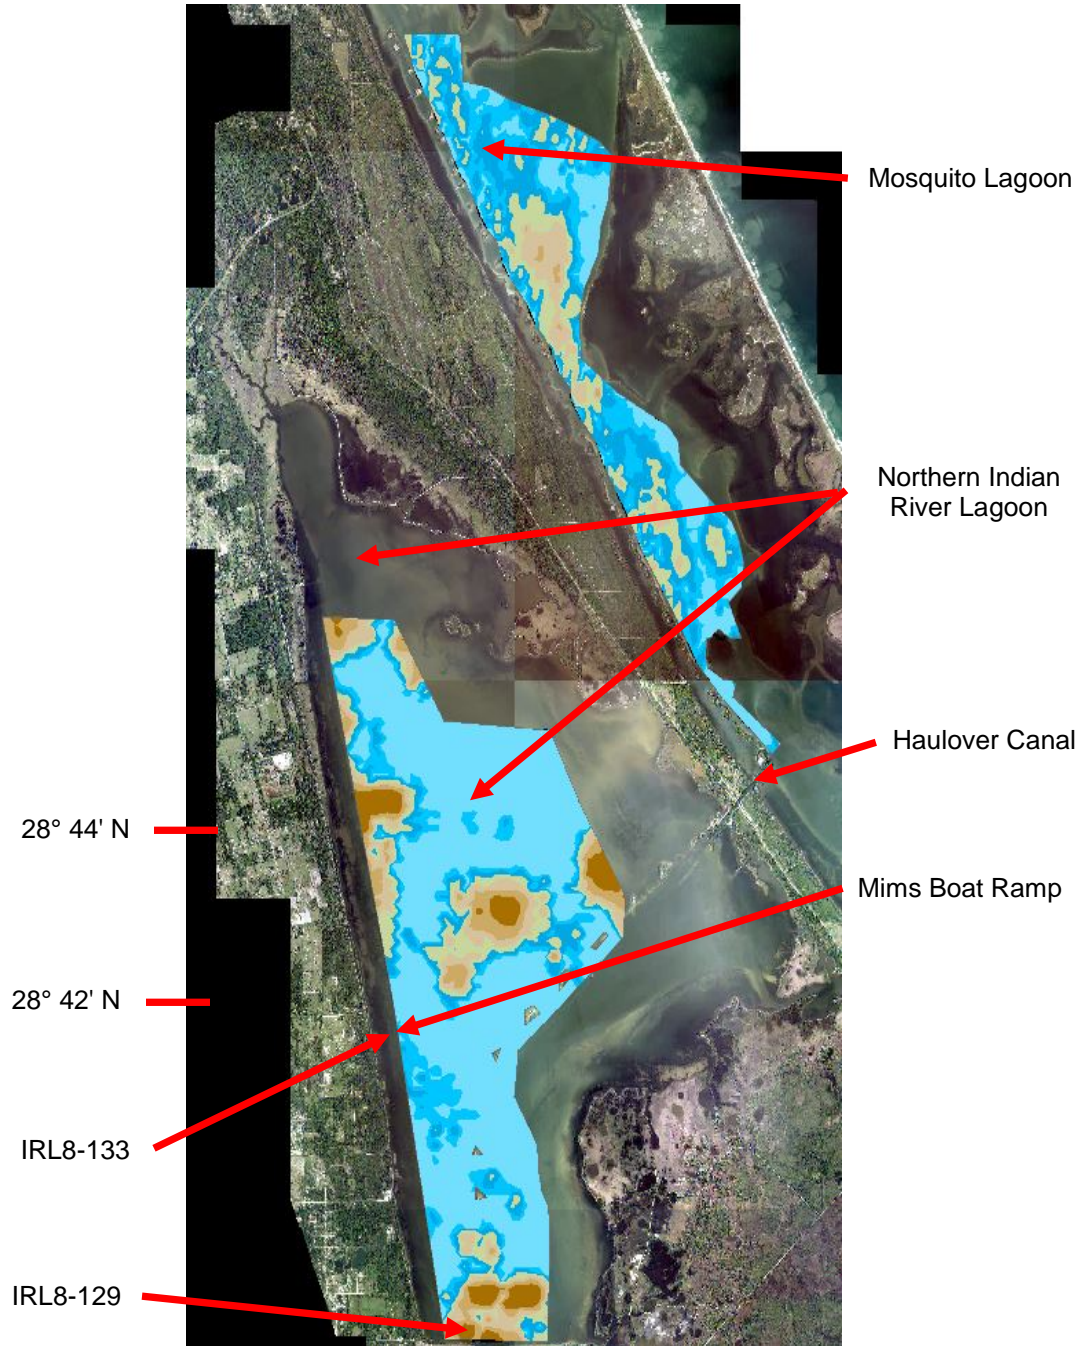 Mosquito Lagoon
Northern Indian
River Lagoon
Haulover Canal
28° 44' N
Mims Boat Ramp
28° 42' N
IRL8-133
IRL8-129